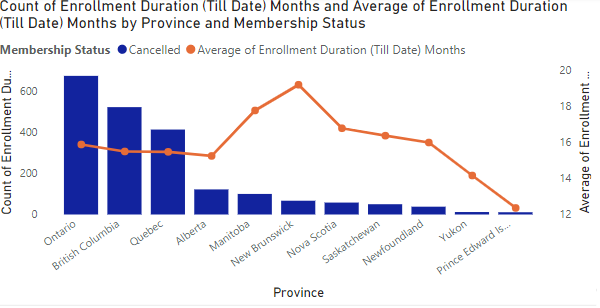 Count of Enrollment Duration (Till Date) Months and Average of Enrollment Duration
(Till Date) Months by Province and Membership Status
Membership Status Cancelled Average of Enrollment Duration (Till Date) Months
Count of Enrollment Du...
600
400
200
0
20
18
16
14
12
Average of Enrollment ...
Ontario
British Columbia
Quebec
Alberta
Manitoba
New Brunswick
Nova Scotia
Saskatchewan
Newfoundland
Yukon
Prince Edward Is...
Province